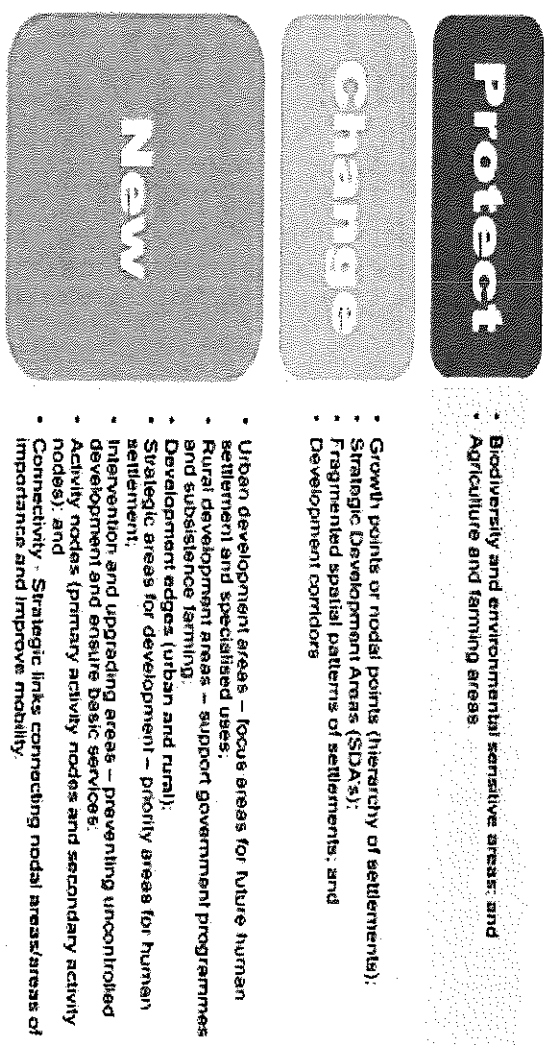 Protect
• Biodiversity and environmental sensitive areas; and
• Agriculture and farming areas.
Change
• Growth points or nodal points (hierarchy of settlements);
• Strategic Development Areas (SDA's);
• Fragmented spatial patterns of settlements; and
• Development corridors
New
• Urban development areas – focus areas for future human
settlement and specialised uses;
• Rural development areas – support government programmes
and subsistence farming;
• Development edges (urban and rural);
• Strategic areas for development – priority areas for human
settlement;
• Intervention and upgrading areas – preventing uncontrolled
development and ensure basic services;
• Activity nodes (primary activity nodes and secondary activity
nodes); and
• Connectivity - Strategic links connecting nodal areas/areas of
importance and improve mobility.